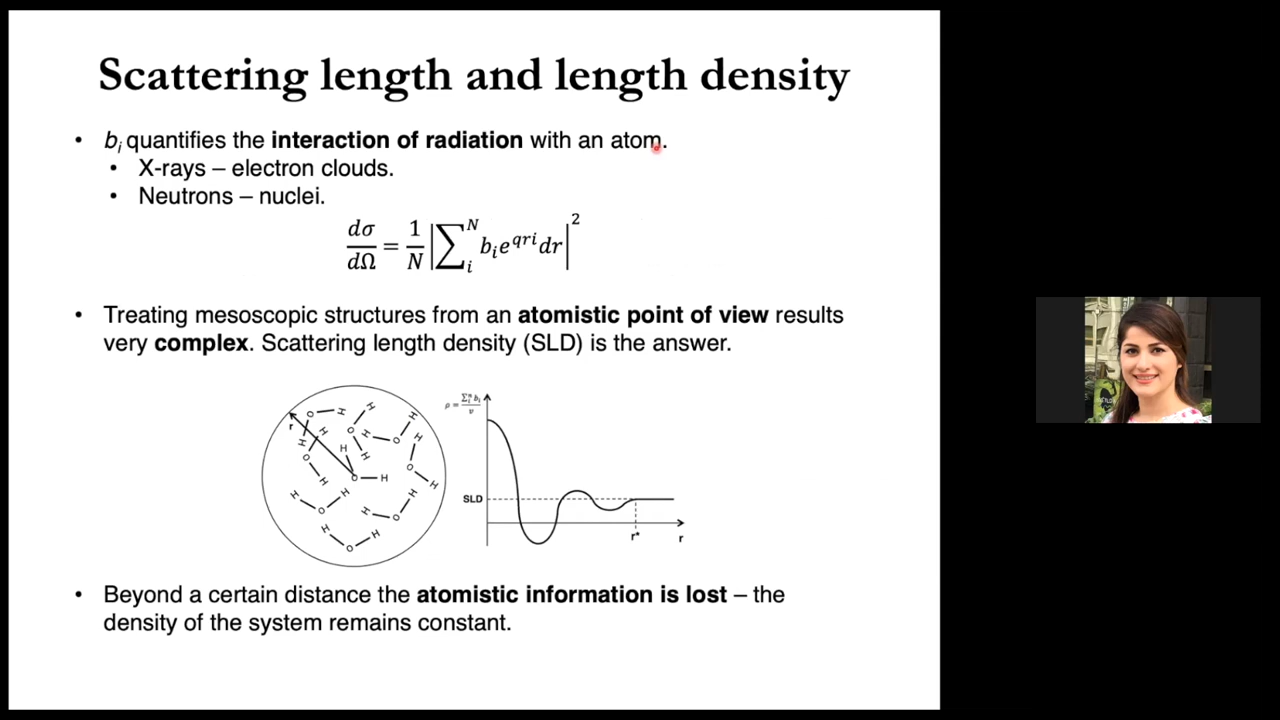 Scattering length and length density
• bᵢ quantifies the interaction of radiation with an atom.
• X-rays – electron clouds.
• Neutrons – nuclei.
dσ/dΩ = 1/N |∑ᵢᴺ bᵢe^{qri}dr|²
• Treating mesoscopic structures from an atomistic point of view results
very complex. Scattering length density (SLD) is the answer.
ρ = ∑ᵢⁿ bᵢ / v
SLD
r
r*
r
• Beyond a certain distance the atomistic information is lost – the
density of the system remains constant.